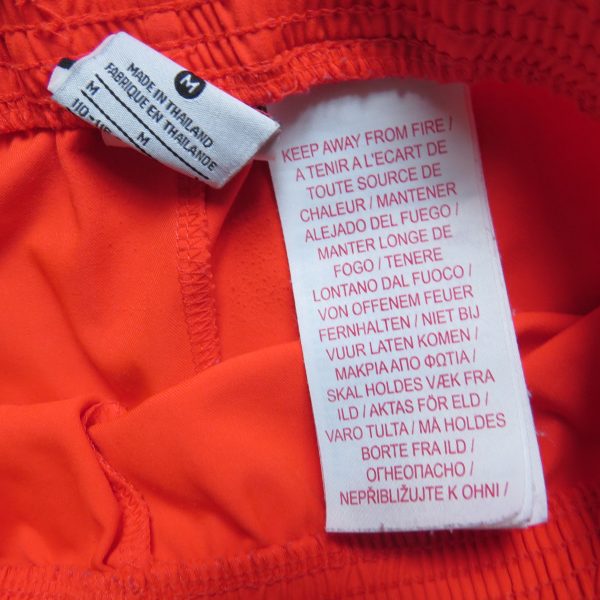 M
MADE IN THAILAND
FABRIQUE EN THAILANDE
M
M
KEEP AWAY FROM FIRE /
A TENIR A L'ECART DE
TOUTE SOURCE DE
CHALEUR / MANTENER
ALEJADO DEL FUEGO /
MANTER LONGE DE
FOGO / TENERE
LONTANO DAL FUOCO /
VON OFFENEM FEUER
FERNHALTEN / NIET BIJ
VUUR LATEN KOMEN /
ΜΑΚΡΙΑ ΑΠΟ ΦΩΤΙΑ /
SKAL HOLDES VÆK FRA
ILD / AKTAS FÖR ELD /
VARO TULTA / MÅ HOLDES
BORTE FRA ILD /
ОГНЕОПАСНО /
NEPŘIBLIŽUJTE K OHNI /